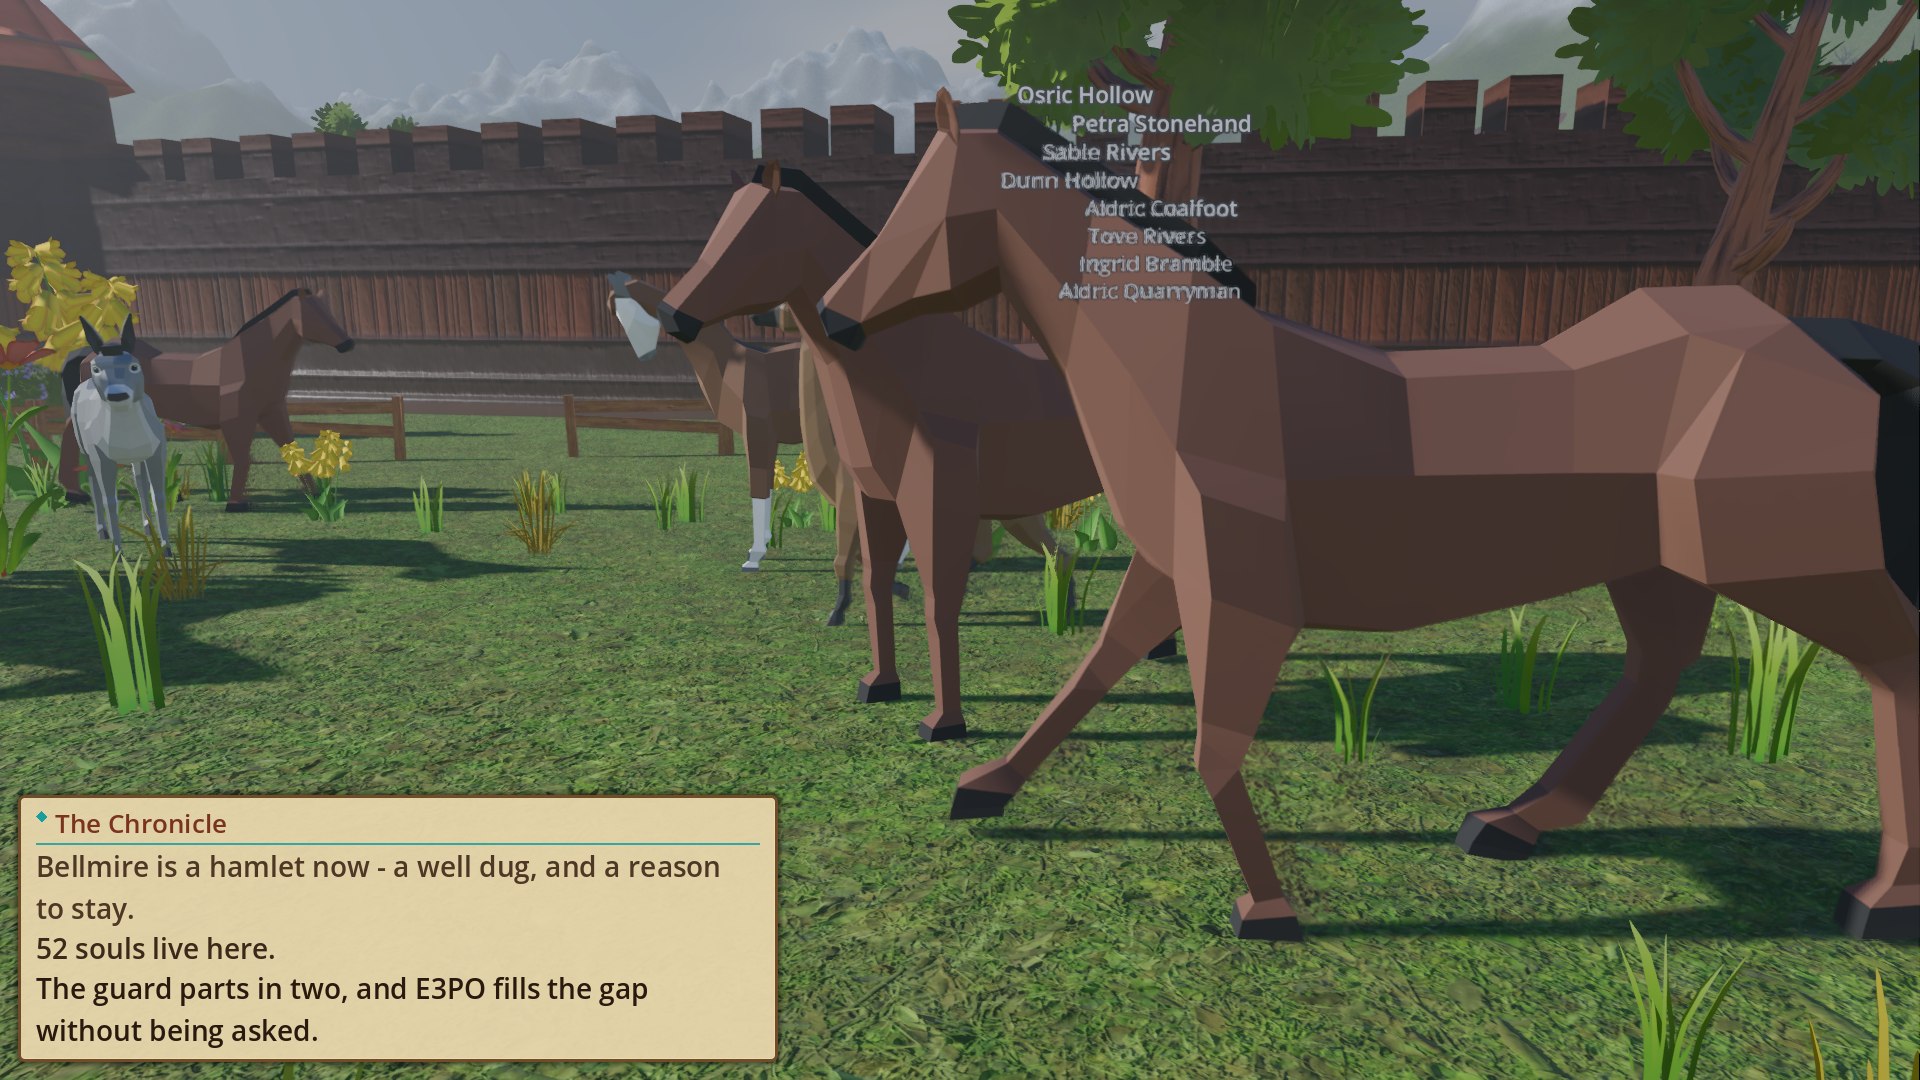 Osric Hollow
Petra Stonehand
Sable Rivers
Dunn Hollow
Aldric Coalfoot
Tove Rivers
Ingrid Bramble
Aldric Quarryman
The Chronicle
Bellmire is a hamlet now - a well dug, and a reason
to stay.
52 souls live here.
The guard parts in two, and E3PO fills the gap
without being asked.